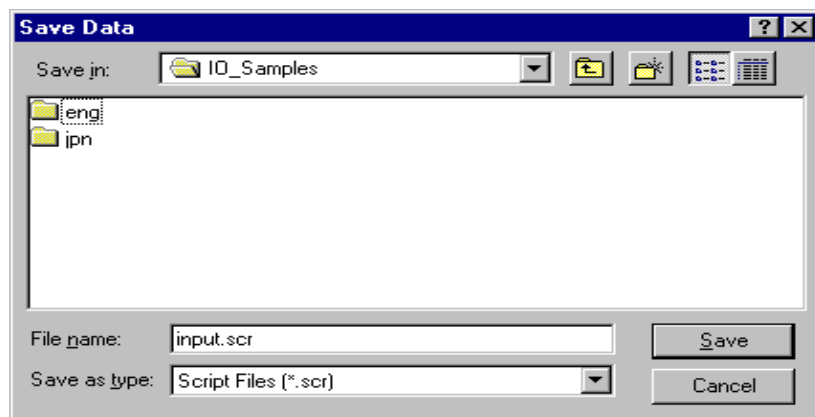 Save Data
Save in: IO_Samples
eng
jpn
File name: input.scr Save
Save as type: Script Files (*.scr) Cancel